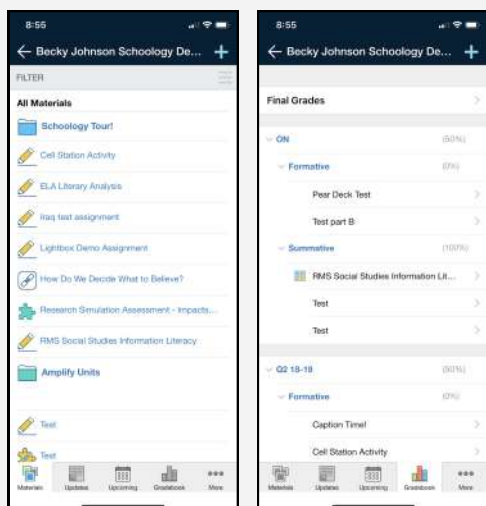 8:55
Becky Johnson Schoology De...
FILTER
All Materials
Schoology Tour!
Cell Station Activity
ELA Literary Analysis
Iraq test assignment
Lightbox Demo Assignment
How Do We Decide What to Believe?
Research Simulation Assessment - Impacts...
RMS Social Studies Information Literacy
Amplify Units
Test
Test
Materials
Updates
Upcoming
Gradebook
More
8:55
Becky Johnson Schoology De...
Final Grades
ON
(50%)
Formative
(0%)
Pear Deck Test
Test part B
Summative
(100%)
RMS Social Studies Information Lit...
Test
Test
Q2 18-19
(50%)
Formative
(0%)
Caption Time!
Cell Station Activity
Materials
Updates
Upcoming
Gradebook
More